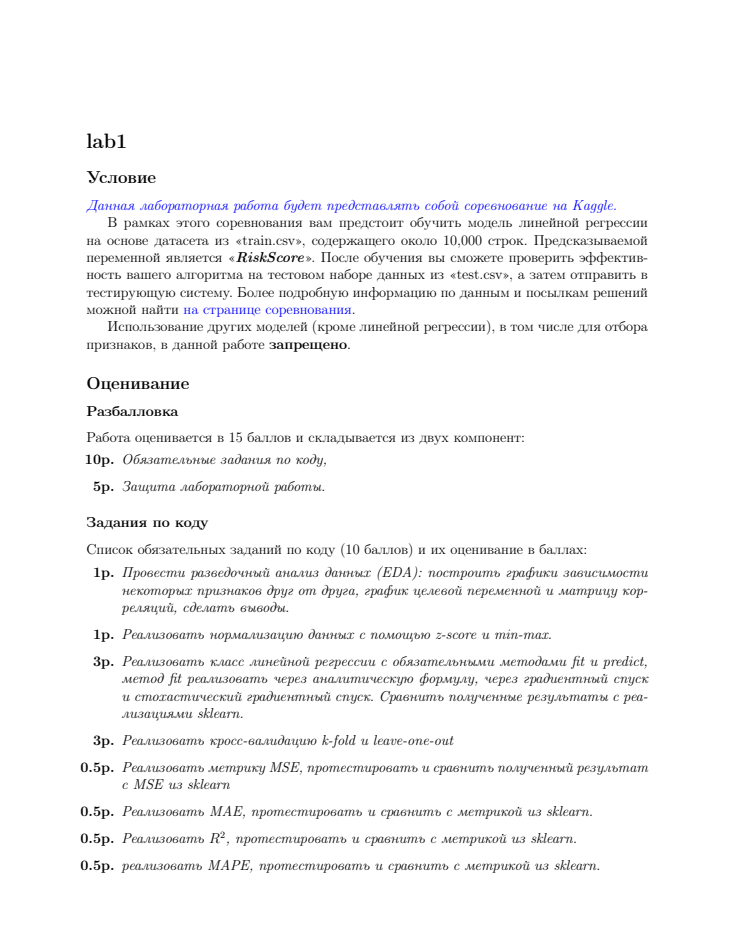 lab1
Условие
Данная лабораторная работа будет представлять собой соревнование на Kaggle.
В рамках этого соревнования вам предстоит обучить модель линейной регрессии
на основе датасета из «train.csv», содержащего около 10,000 строк. Предсказываемой
переменной является «RiskScore». После обучения вы сможете проверить эффектив-
ность вашего алгоритма на тестовом наборе данных из «test.csv», а затем отправить в
тестирующую систему. Более подробную информацию по данным и посылкам решений
можной найти на странице соревнования.
Использование других моделей (кроме линейной регрессии), в том числе для отбора
признаков, в данной работе запрещено.
Оценивание
Разбалловка
Работа оценивается в 15 баллов и складывается из двух компонент:
10p. Обязательные задания по коду,
5p. Защита лабораторной работы.
Задания по коду
Список обязательных заданий по коду (10 баллов) и их оценивание в баллах:
1p. Провести разведочный анализ данных (EDA): построить графики зависимости
некоторых признаков друг от друга, график целевой переменной и матрицу кор-
реляций, сделать выводы.
1p. Реализовать нормализацию данных с помощью z-score и min-max.
3p. Реализовать класс линейной регрессии с обязательными методами fit и predict,
метод fit реализовать через аналитическую формулу, через градиентный спуск
и стохастический градиентный спуск. Сравнить полученные результаты с реа-
лизациями sklearn.
3p. Реализовать кросс-валидацию k-fold и leave-one-out
0.5p. Реализовать метрику MSE, протестировать и сравнить полученный результат
с MSE из sklearn
0.5p. Реализовать MAE, протестировать и сравнить с метрикой из sklearn.
0.5p. Реализовать R², протестировать и сравнить с метрикой из sklearn.
0.5p. реализовать MAPE, протестировать и сравнить с метрикой из sklearn.